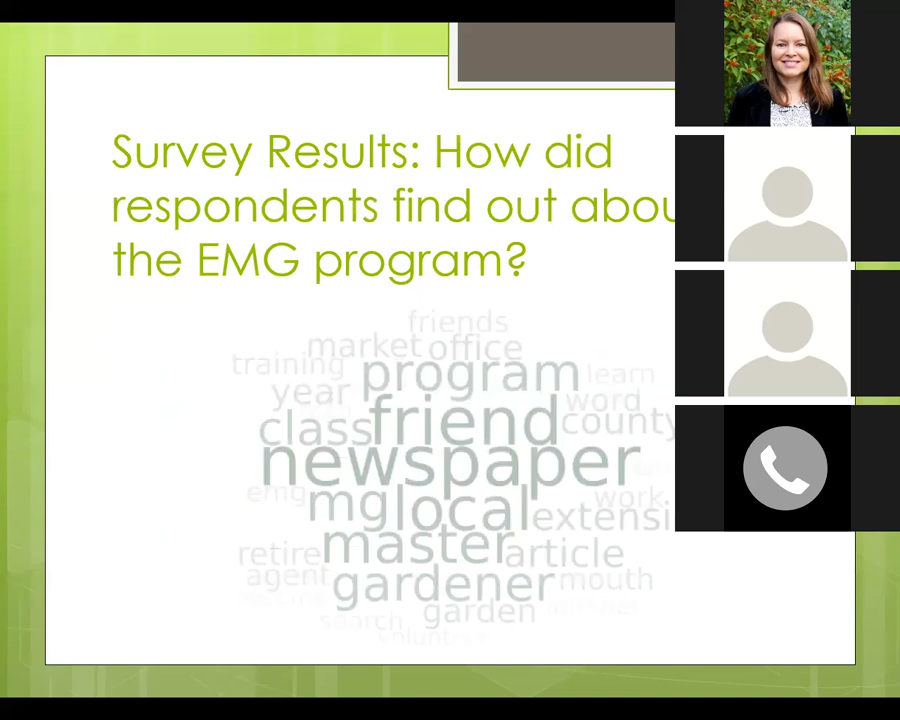 Survey Results: How did
respondents find out abou
the EMG program?
friends
market office
training program learn
year friend word
class county
newspaper
emg mg local work
extensi
retire master article
agent gardener mouth
garden
search